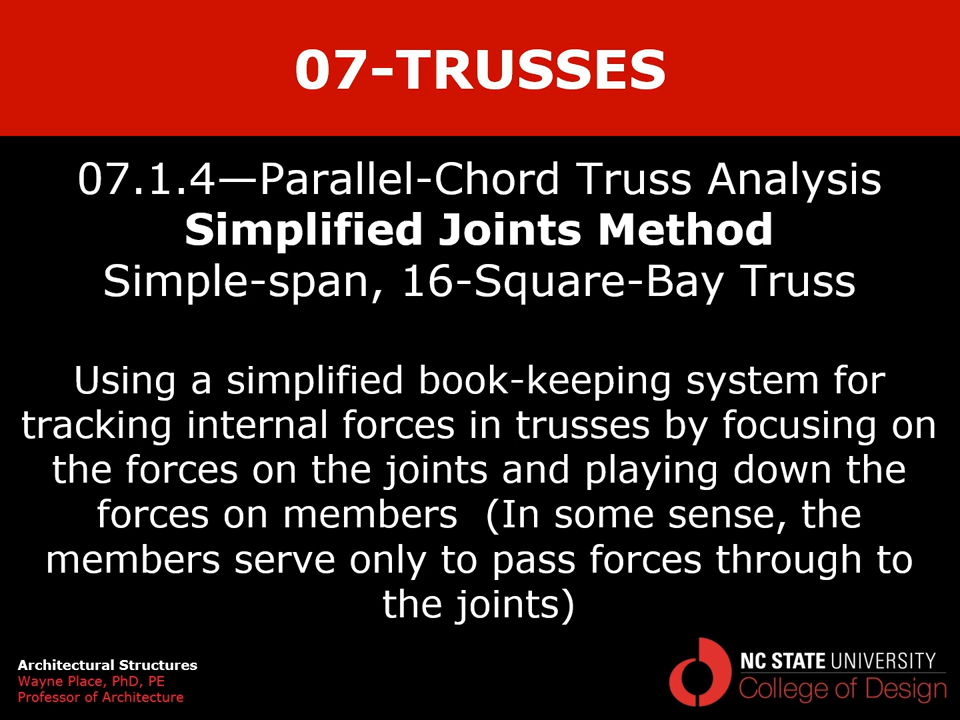 07-TRUSSES
07.1.4—Parallel-Chord Truss Analysis
Simplified Joints Method
Simple-span, 16-Square-Bay Truss
Using a simplified book-keeping system for
tracking internal forces in trusses by focusing on
the forces on the joints and playing down the
forces on members  (In some sense, the
members serve only to pass forces through to
the joints)
Architectural Structures
Wayne Place, PhD, PE
Professor of Architecture
NC STATE UNIVERSITY
College of Design